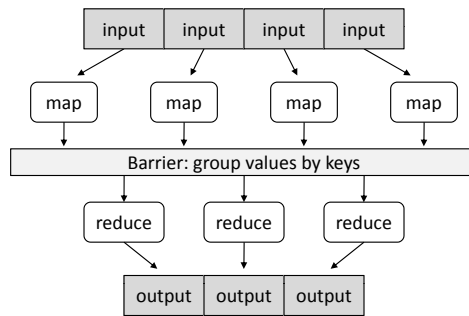 input input input input
map map map map
Barrier: group values by keys
reduce reduce reduce
output output output